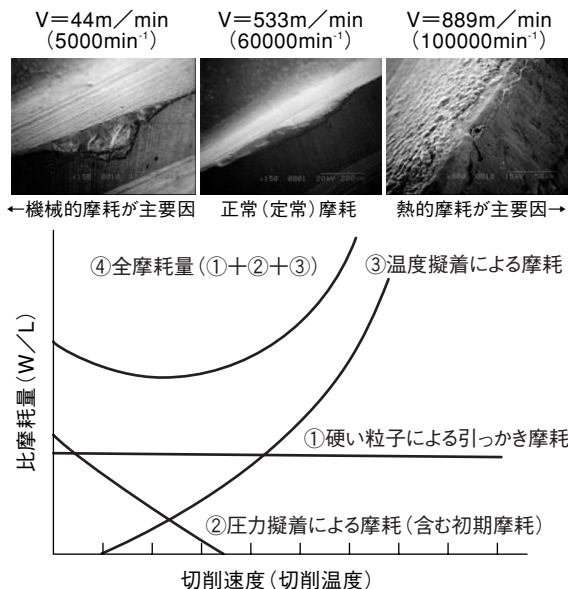 V＝44m／min
（5000min⁻¹）
V＝533m／min
（60000min⁻¹）
V＝889m／min
（100000min⁻¹）
←機械的摩耗が主要因
正常（定常）摩耗
熱的摩耗が主要因→
④全摩耗量（①＋②＋③）
③温度擬着による摩耗
①硬い粒子による引っかき摩耗
②圧力擬着による摩耗（含む初期摩耗）
比摩耗量（W／L）
切削速度（切削温度）